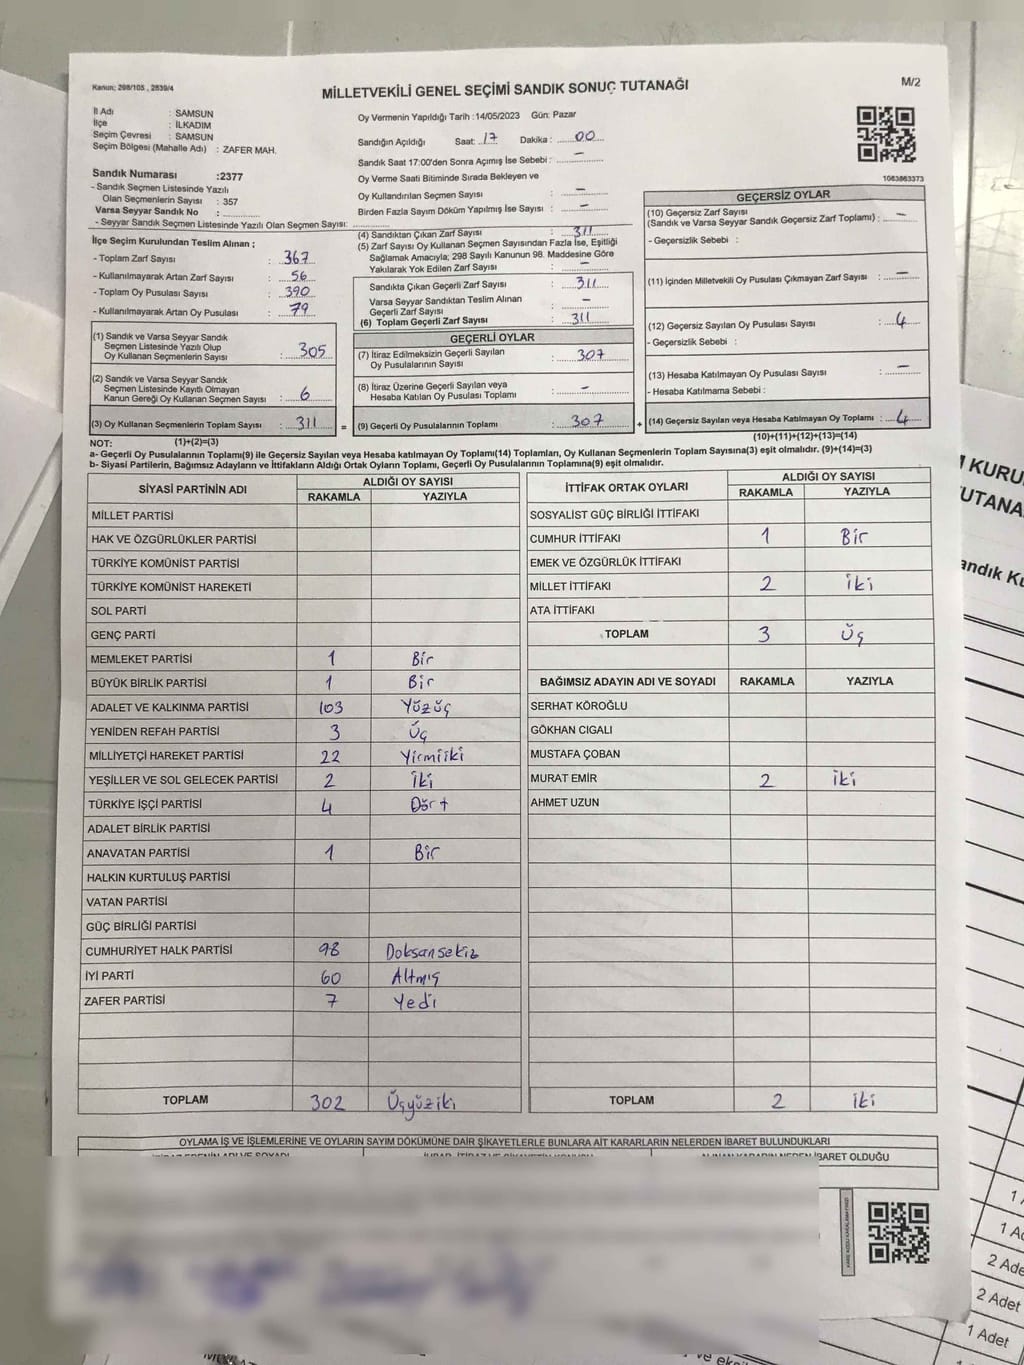 Kanun; 298/105 , 2839/4
MİLLETVEKİLİ GENEL SEÇİMİ SANDIK SONUÇ TUTANAĞI
M/2
İl Adı : SAMSUN
İlçe : İLKADIM
Seçim Çevresi : SAMSUN
Seçim Bölgesi (Mahalle Adı) : ZAFER MAH.
Sandık Numarası :2377
- Sandık Seçmen Listesinde Yazılı
Olan Seçmenlerin Sayısı : 357
Varsa Seyyar Sandık No :
- Seyyar Sandık Seçmen Listesinde Yazılı Olan Seçmen Sayısı:
İlçe Seçim Kurulundan Teslim Alınan ;
- Toplam Zarf Sayısı : 367
- Kullanılmayarak Artan Zarf Sayısı : 56
- Toplam Oy Pusulası Sayısı : 390
- Kullanılmayarak Artan Oy Pusulası : 79
(1) Sandık ve Varsa Seyyar Sandık
Seçmen Listesinde Yazılı Olup
Oy Kullanan Seçmenlerin Sayısı : 305
(2) Sandık ve Varsa Seyyar Sandık
Seçmen Listesinde Kayıtlı Olmayan
Kanun Gereği Oy Kullanan Seçmen Sayısı : 6
(3) Oy Kullanan Seçmenlerin Toplam Sayısı : 311 =
Oy Vermenin Yapıldığı Tarih :14/05/2023 Gün: Pazar
Sandığın Açıldığı Saat: 17 Dakika : 00
Sandık Saat 17:00'den Sonra Açılmış İse Sebebi : –
Oy Verme Saati Bitiminde Sırada Bekleyen ve
Oy Kullandırılan Seçmen Sayısı : –
Birden Fazla Sayım Döküm Yapılmış İse Sayısı : –
(4) Sandıktan Çıkan Zarf Sayısı : 311
(5) Zarf Sayısı Oy Kullanan Seçmen Sayısından Fazla İse, Eşitliği
Sağlamak Amacıyla; 298 Sayılı Kanunun 98. Maddesine Göre
Yakılarak Yok Edilen Zarf Sayısı : –
Sandıkta Çıkan Geçerli Zarf Sayısı : 311
Varsa Seyyar Sandıktan Teslim Alınan
Geçerli Zarf Sayısı : –
(6) Toplam Geçerli Zarf Sayısı : 311
GEÇERLİ OYLAR
(7) İtiraz Edilmeksizin Geçerli Sayılan
Oy Pusulalarının Sayısı : 307
(8) İtiraz Üzerine Geçerli Sayılan veya
Hesaba Katılan Oy Pusulası Toplamı : –
(9) Geçerli Oy Pusulalarının Toplamı : 307 +
1063863373
GEÇERSİZ OYLAR
(10) Geçersiz Zarf Sayısı
(Sandık ve Varsa Seyyar Sandık Geçersiz Zarf Toplamı) : –
- Geçersizlik Sebebi :
(11) İçinden Milletvekili Oy Pusulası Çıkmayan Zarf Sayısı : –
(12) Geçersiz Sayılan Oy Pusulası Sayısı : 4
- Geçersizlik Sebebi :
(13) Hesaba Katılmayan Oy Pusulası Sayısı : –
- Hesaba Katılmama Sebebi :
(14) Geçersiz Sayılan veya Hesaba Katılmayan Oy Toplamı : 4
NOT: (1)+(2)=(3)
(10)+(11)+(12)+(13)=(14)
a- Geçerli Oy Pusulalarının Toplamı(9) ile Geçersiz Sayılan veya Hesaba katılmayan Oy Toplamı(14) Toplamları, Oy Kullanan Seçmenlerin Toplam Sayısına(3) eşit olmalıdır. (9)+(14)=(3)
b- Siyasi Partilerin, Bağımsız Adayların ve İttifakların Aldığı Ortak Oyların Toplamı, Geçerli Oy Pusulalarının Toplamına(9) eşit olmalıdır.
SİYASİ PARTİNİN ADI ALDIĞI OY SAYISI
RAKAMLA YAZIYLA
MİLLET PARTİSİ
HAK VE ÖZGÜRLÜKLER PARTİSİ
TÜRKİYE KOMÜNİST PARTİSİ
TÜRKİYE KOMÜNİST HAREKETİ
SOL PARTİ
GENÇ PARTİ
MEMLEKET PARTİSİ 1 Bir
BÜYÜK BİRLİK PARTİSİ 1 Bir
ADALET VE KALKINMA PARTİSİ 103 Yüzüç
YENİDEN REFAH PARTİSİ 3 Üç
MİLLİYETÇİ HAREKET PARTİSİ 22 Yirmiiki
YEŞİLLER VE SOL GELECEK PARTİSİ 2 İki
TÜRKİYE İŞÇİ PARTİSİ 4 Dört
ADALET BİRLİK PARTİSİ
ANAVATAN PARTİSİ 1 Bir
HALKIN KURTULUŞ PARTİSİ
VATAN PARTİSİ
GÜÇ BİRLİĞİ PARTİSİ
CUMHURİYET HALK PARTİSİ 98 Doksansekiz
İYİ PARTİ 60 Altmış
ZAFER PARTİSİ 7 Yedi
TOPLAM 302 Üçyüziki
İTTİFAK ORTAK OYLARI ALDIĞI OY SAYISI
RAKAMLA YAZIYLA
SOSYALİST GÜÇ BİRLİĞİ İTTİFAKI
CUMHUR İTTİFAKI 1 Bir
EMEK VE ÖZGÜRLÜK İTTİFAKI
MİLLET İTTİFAKI 2 İki
ATA İTTİFAKI
TOPLAM 3 Üç
BAĞIMSIZ ADAYIN ADI VE SOYADI RAKAMLA YAZIYLA
SERHAT KÖROĞLU
GÖKHAN CIGALI
MUSTAFA ÇOBAN
MURAT EMİR 2 İki
AHMET UZUN
TOPLAM 2 İki
OYLAMA İŞ VE İŞLEMLERİNE VE OYLARIN SAYIM DÖKÜMÜNE DAİR ŞİKAYETLERLE BUNLARA AİT KARARLARIN NELERDEN İBARET BULUNDUKLARI
İBARET OLDUĞU
KURU
UTANA
andık Ku
1 A
2 Ade
2 Adet
1 Adet